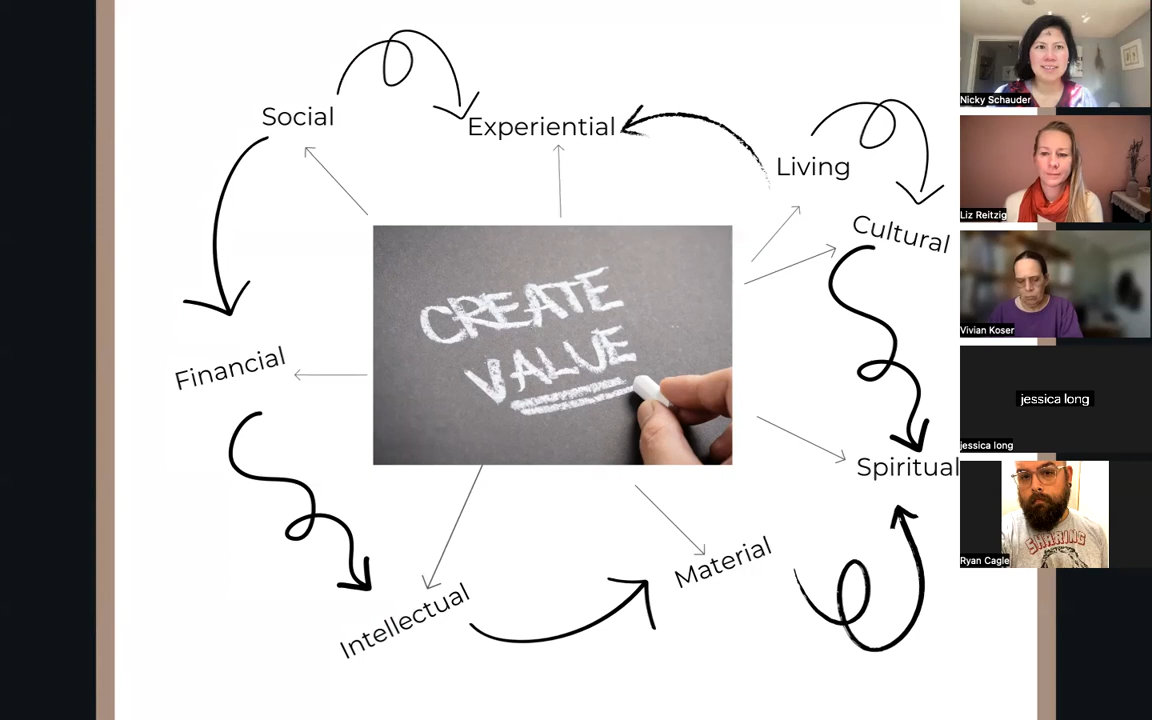 Social
Experiential
Living
Cultural
CREATE
VALUE
Financial
Spiritual
Material
Intellectual
Nicky Schauder
Liz Reitzig
Vivian Koser
jessica long
jessica long
SHARING
Ryan Cagle